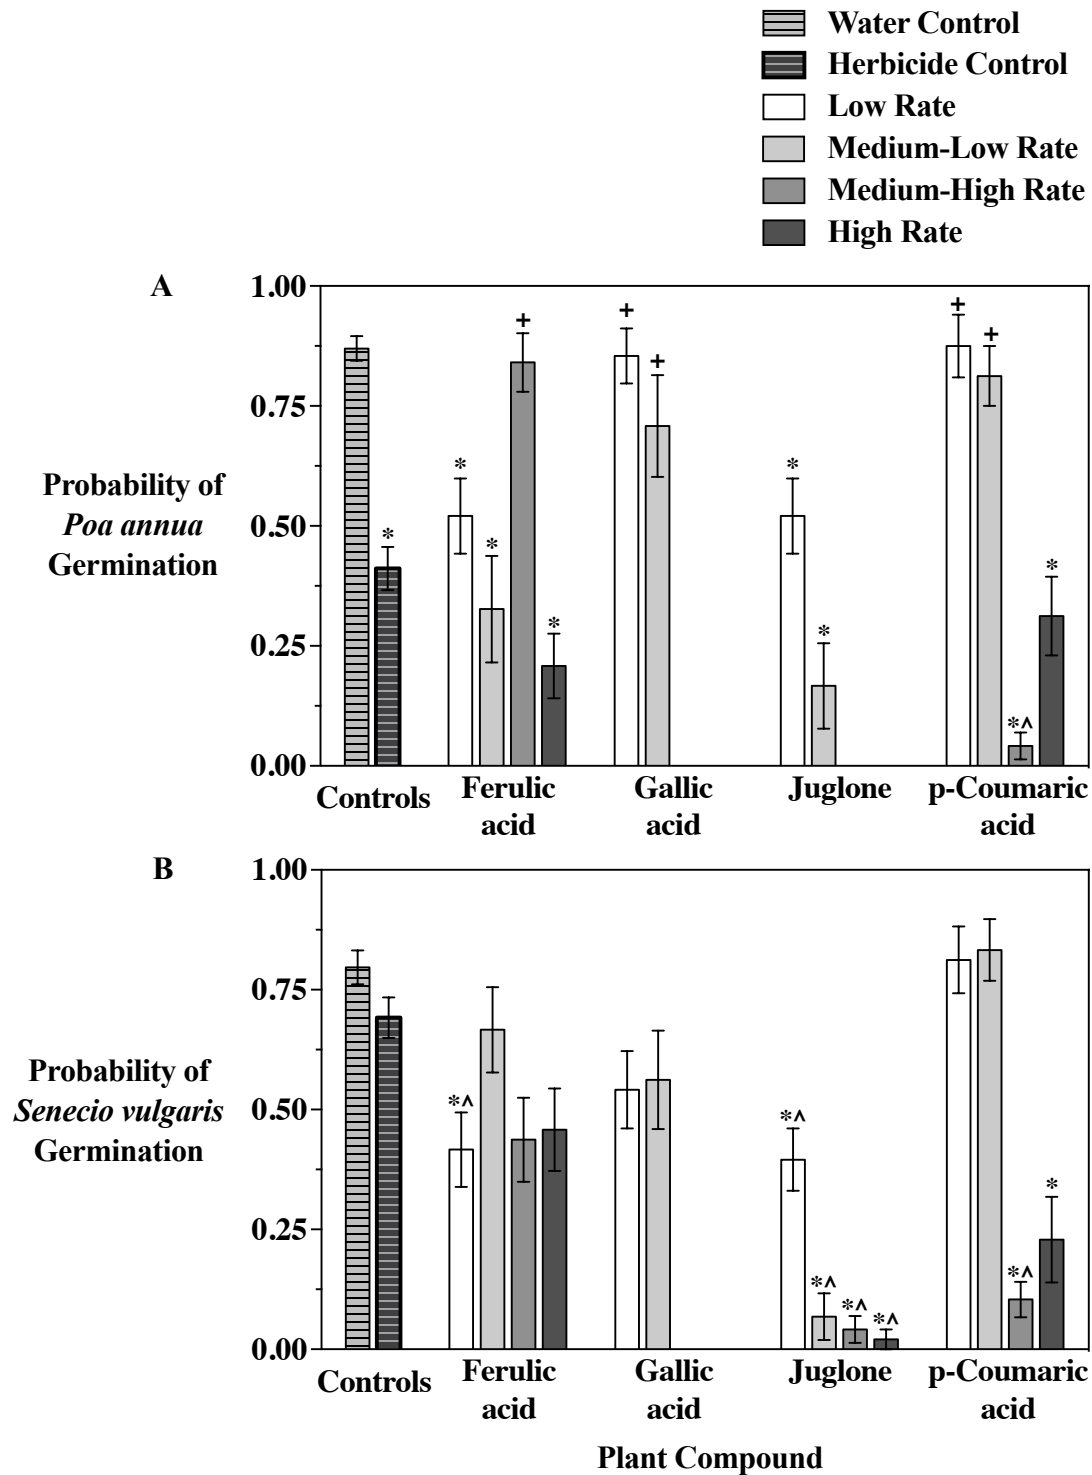 Water Control
Herbicide Control
Low Rate
Medium-Low Rate
Medium-High Rate
High Rate
A
1.00
0.75
0.50
0.25
0.00
Probability of
Poa annua
Germination
*
*
*
+
*
+
+
*
*
+
+
*^
*
Controls
Ferulic
acid
Gallic
acid
Juglone
p-Coumaric
acid
B
1.00
0.75
0.50
0.25
0.00
Probability of
Senecio vulgaris
Germination
*^
*^
*^
*^
*^
*^
*
Controls
Ferulic
acid
Gallic
acid
Juglone
p-Coumaric
acid
Plant Compound